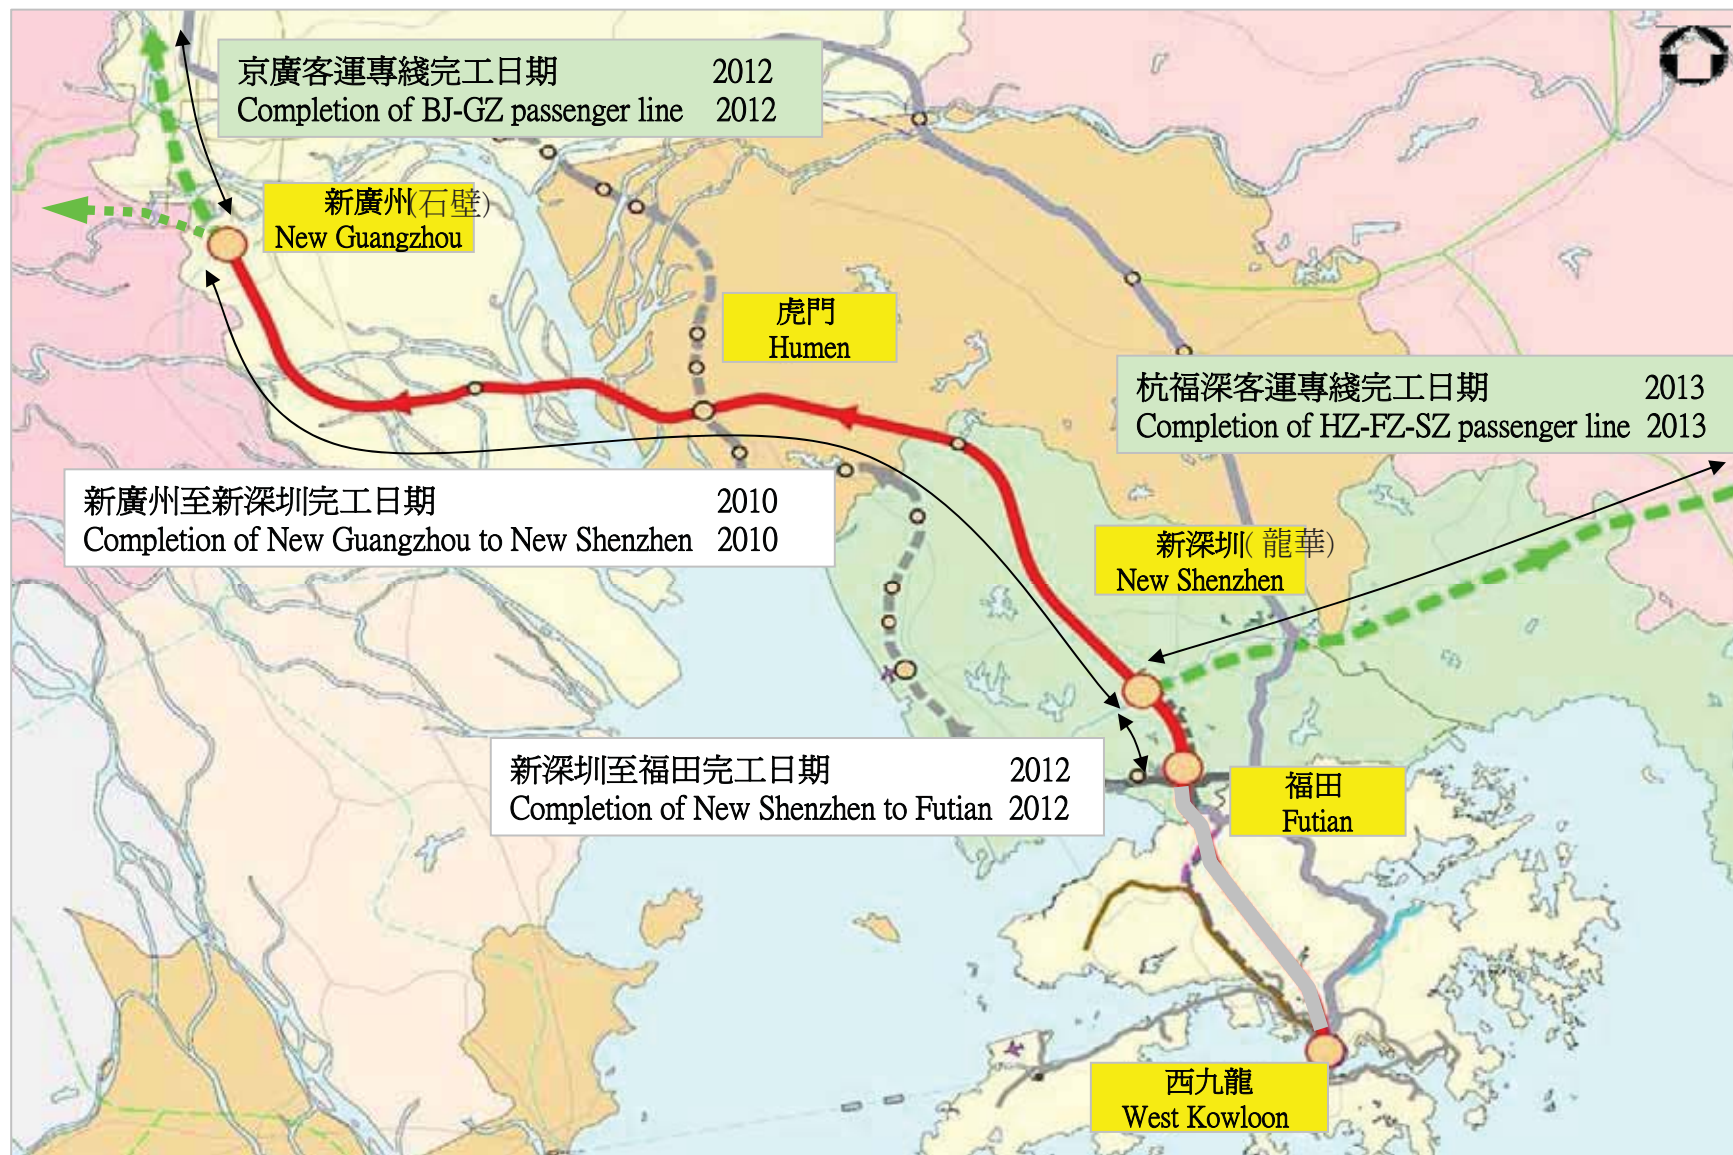 京廣客運專綫完工日期 2012
Completion of BJ-GZ passenger line 2012
新廣州(石壁)
New Guangzhou
虎門
Humen
杭福深客運專綫完工日期 2013
Completion of HZ-FZ-SZ passenger line 2013
新廣州至新深圳完工日期 2010
Completion of New Guangzhou to New Shenzhen 2010
新深圳(龍華)
New Shenzhen
新深圳至福田完工日期 2012
Completion of New Shenzhen to Futian 2012
福田
Futian
西九龍
West Kowloon